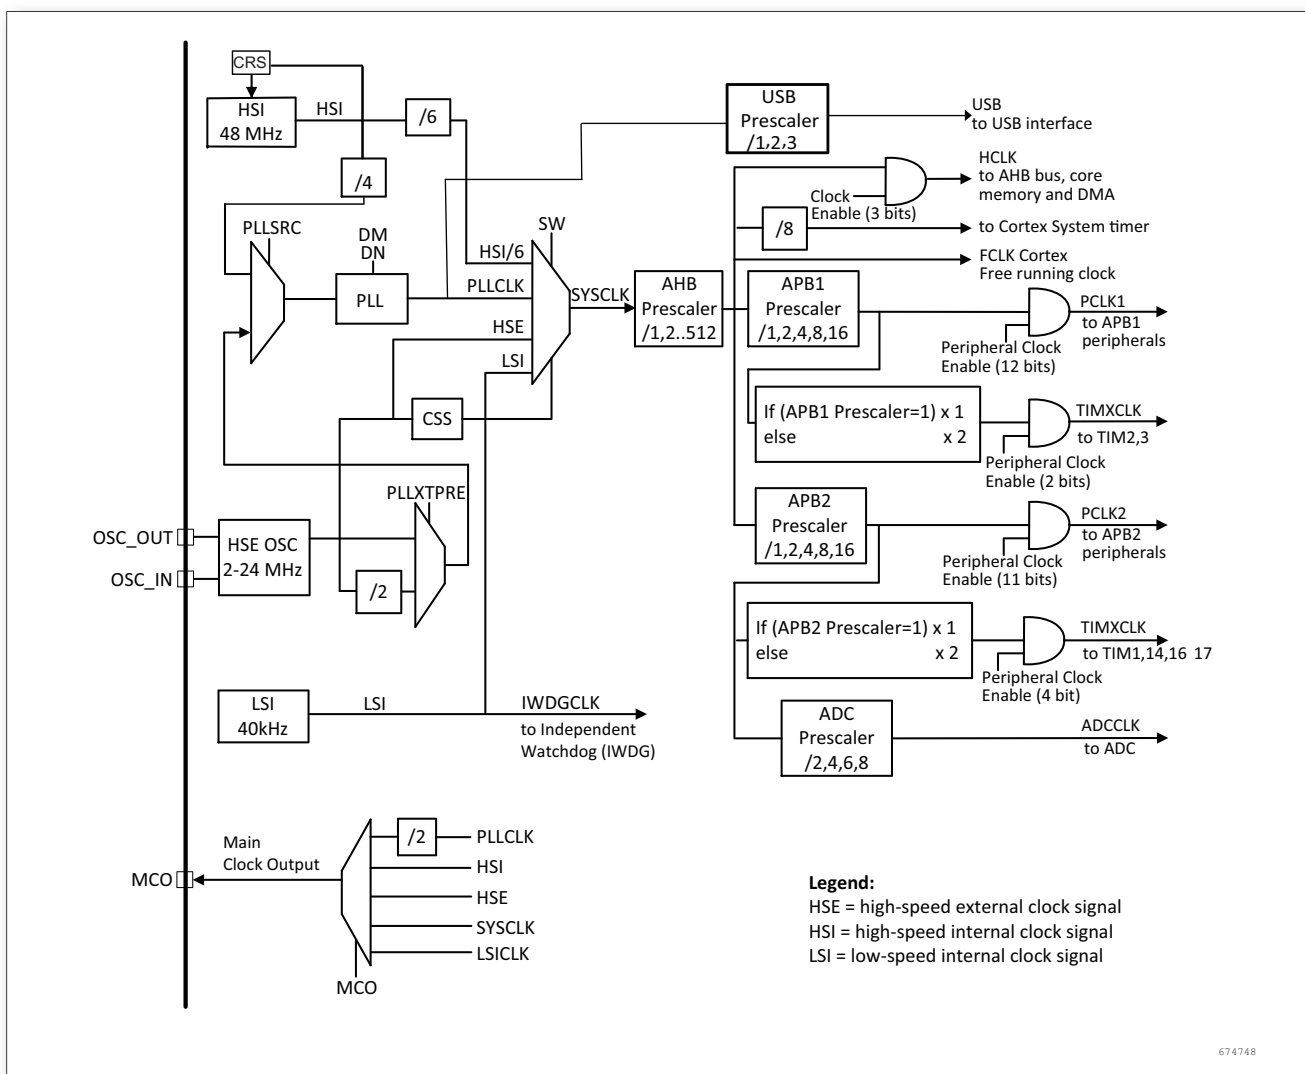 CRS
HSI
48 MHz
HSI
/6
/4
USB
Prescaler
/1,2,3
USB
to USB interface
HCLK
to AHB bus, core
memory and DMA
Clock
Enable (3 bits)
/8
to Cortex System timer
FCLK Cortex
Free running clock
PLLSRC
DM
DN
PLL
SW
HSI/6
PLLCLK
HSE
LSI
SYSCLK
AHB
Prescaler
/1,2..512
APB1
Prescaler
/1,2,4,8,16
PCLK1
to APB1
peripherals
Peripheral Clock
Enable (12 bits)
CSS
If (APB1 Prescaler=1) x 1
else x 2
TIMXCLK
to TIM2,3
Peripheral Clock
Enable (2 bits)
PLLXTPRE
OSC_OUT
OSC_IN
HSE OSC
2-24 MHz
/2
APB2
Prescaler
/1,2,4,8,16
PCLK2
to APB2
peripherals
Peripheral Clock
Enable (11 bits)
If (APB2 Prescaler=1) x 1
else x 2
TIMXCLK
to TIM1,14,16 17
Peripheral Clock
Enable (4 bit)
LSI
40kHz
LSI
IWDGCLK
to Independent
Watchdog (IWDG)
ADC
Prescaler
/2,4,6,8
ADCCLK
to ADC
Main
Clock Output
MCO
/2
PLLCLK
HSI
HSE
SYSCLK
LSICLK
MCO
Legend:
HSE = high-speed external clock signal
HSI = high-speed internal clock signal
LSI = low-speed internal clock signal
674748